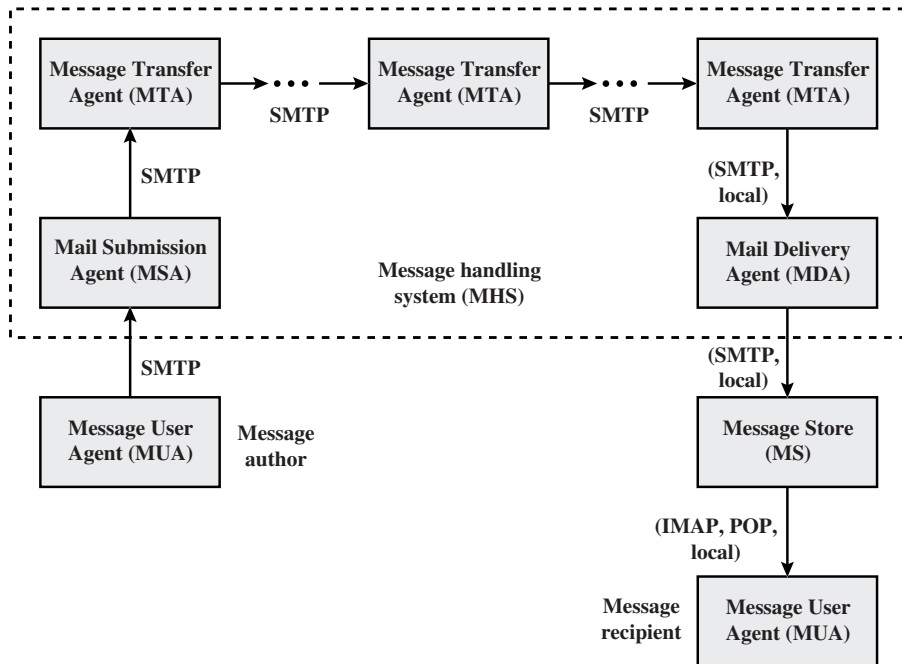 Message Transfer
Agent (MTA)
SMTP
Message Transfer
Agent (MTA)
SMTP
Message Transfer
Agent (MTA)
SMTP
(SMTP,
local)
Mail Submission
Agent (MSA)
Message handling
system (MHS)
Mail Delivery
Agent (MDA)
SMTP
(SMTP,
local)
Message User
Agent (MUA)
Message
author
Message Store
(MS)
(IMAP, POP,
local)
Message
recipient
Message User
Agent (MUA)